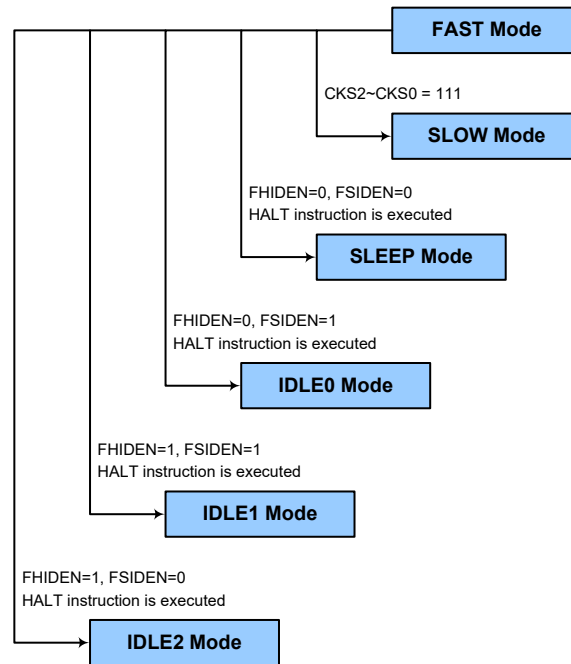 FAST Mode
CKS2~CKS0 = 111
SLOW Mode
FHIDEN=0, FSIDEN=0
HALT instruction is executed
SLEEP Mode
FHIDEN=0, FSIDEN=1
HALT instruction is executed
IDLE0 Mode
FHIDEN=1, FSIDEN=1
HALT instruction is executed
IDLE1 Mode
FHIDEN=1, FSIDEN=0
HALT instruction is executed
IDLE2 Mode